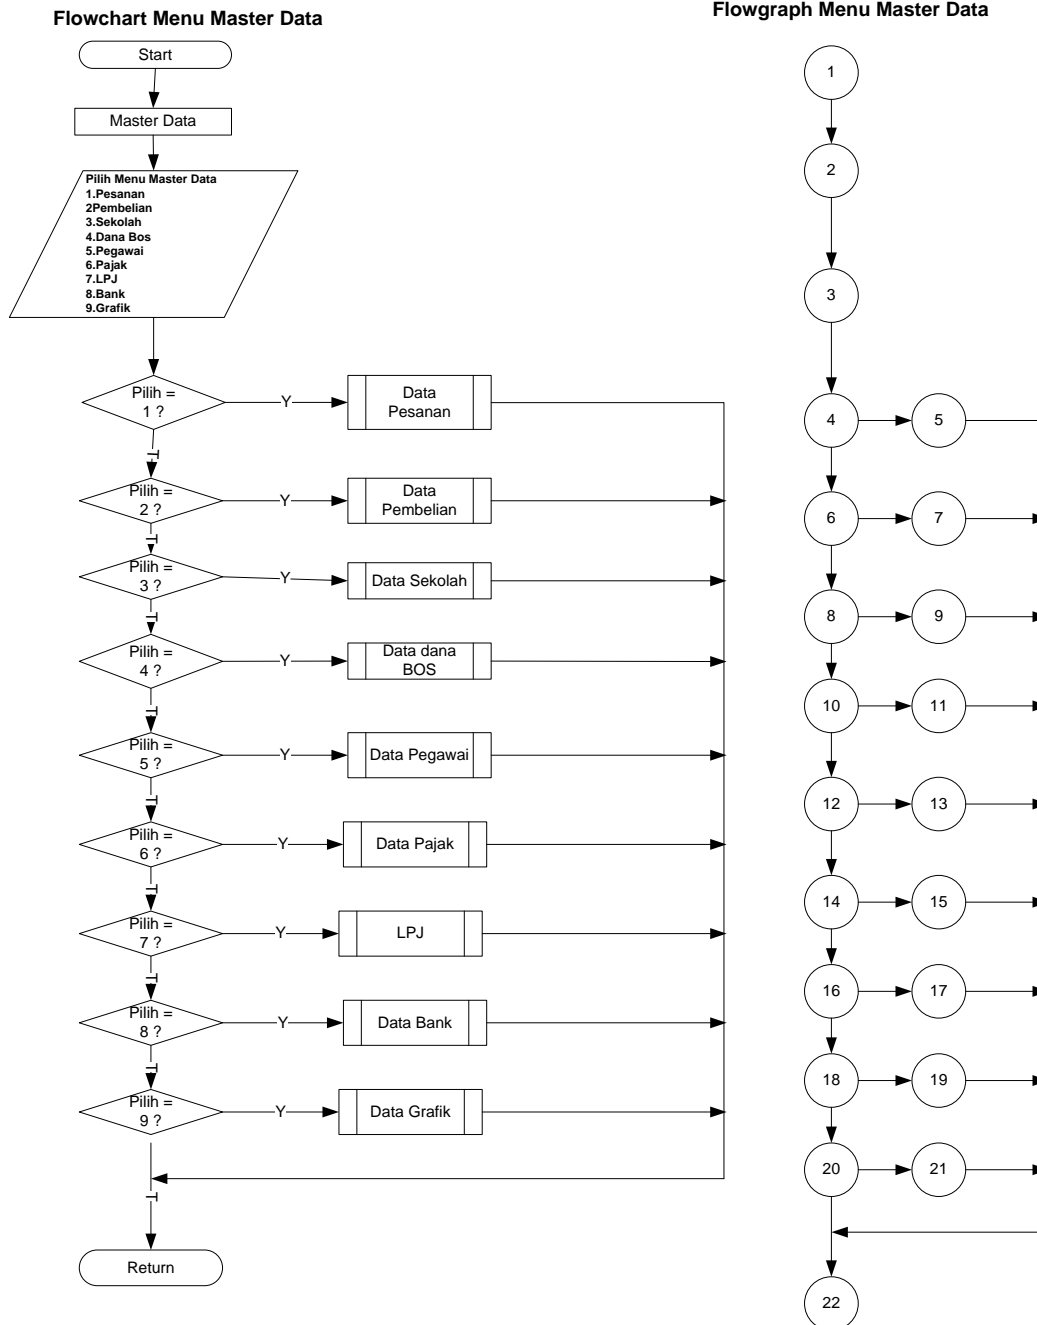 Flowchart Menu Master Data
Start
Master Data
Pilih Menu Master Data
1.Pesanan
2Pembelian
3.Sekolah
4.Dana Bos
5.Pegawai
6.Pajak
7.LPJ
8.Bank
9.Grafik
Pilih =
1 ?
Y
Data
Pesanan
T
Pilih =
2 ?
Y
Data
Pembelian
T
Pilih =
3 ?
Y
Data Sekolah
T
Pilih =
4 ?
Y
Data dana
BOS
T
Pilih =
5 ?
Y
Data Pegawai
T
Pilih =
6 ?
Y
Data Pajak
T
Pilih =
7 ?
Y
LPJ
T
Pilih =
8 ?
Y
Data Bank
T
Pilih =
9 ?
Y
Data Grafik
T
Return
Flowgraph Menu Master Data
1
2
3
4
5
6
7
8
9
10
11
12
13
14
15
16
17
18
19
20
21
22